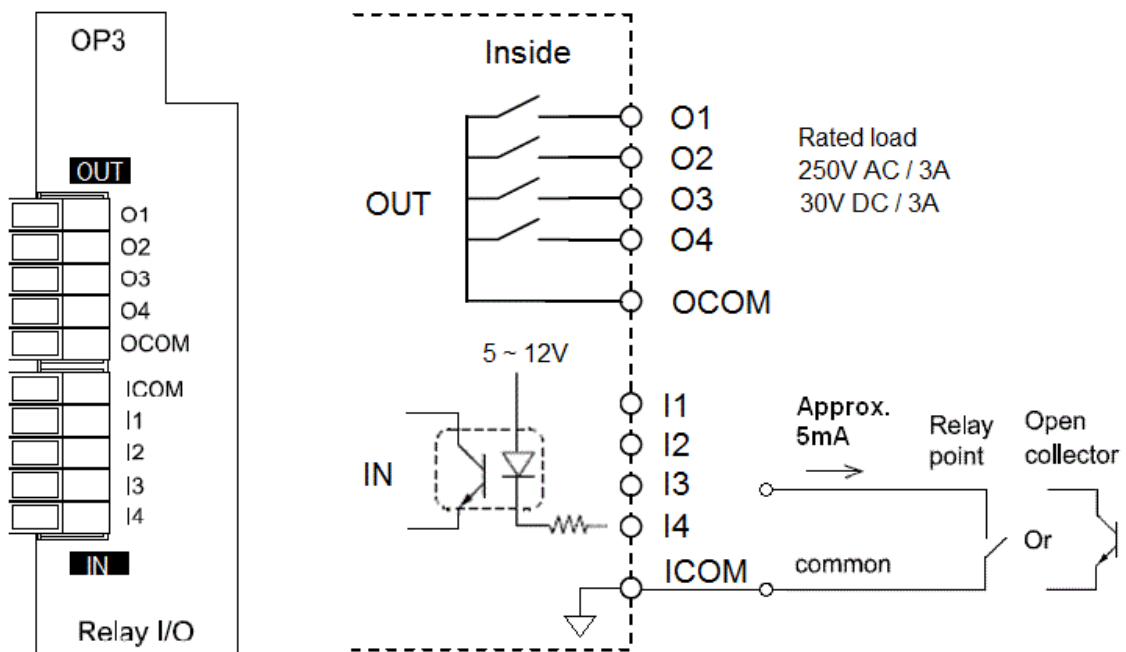 OP3
OUT
O1
O2
O3
O4
OCOM
ICOM
I1
I2
I3
I4
IN
Relay I/O
Inside
OUT
O1
O2
O3
O4
OCOM
Rated load
250V AC / 3A
30V DC / 3A
5 ~ 12V
IN
I1
I2
I3
I4
ICOM
Approx.
5mA
common
Relay
point
Or
Open
collector